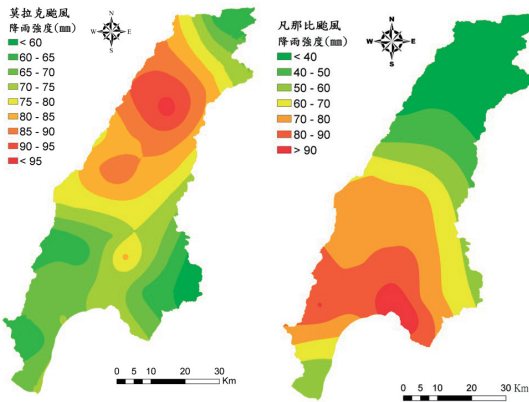 莫拉克颱風
降雨強度(mm)
< 60
60 - 65
65 - 70
70 - 75
75 - 80
80 - 85
85 - 90
90 - 95
< 95
N
W E
S
0 5 10 20 30
Km
凡那比颱風
降雨強度(mm)
< 40
40 - 50
50 - 60
60 - 70
70 - 80
80 - 90
> 90
N
W E
S
0 5 10 20 30 Km